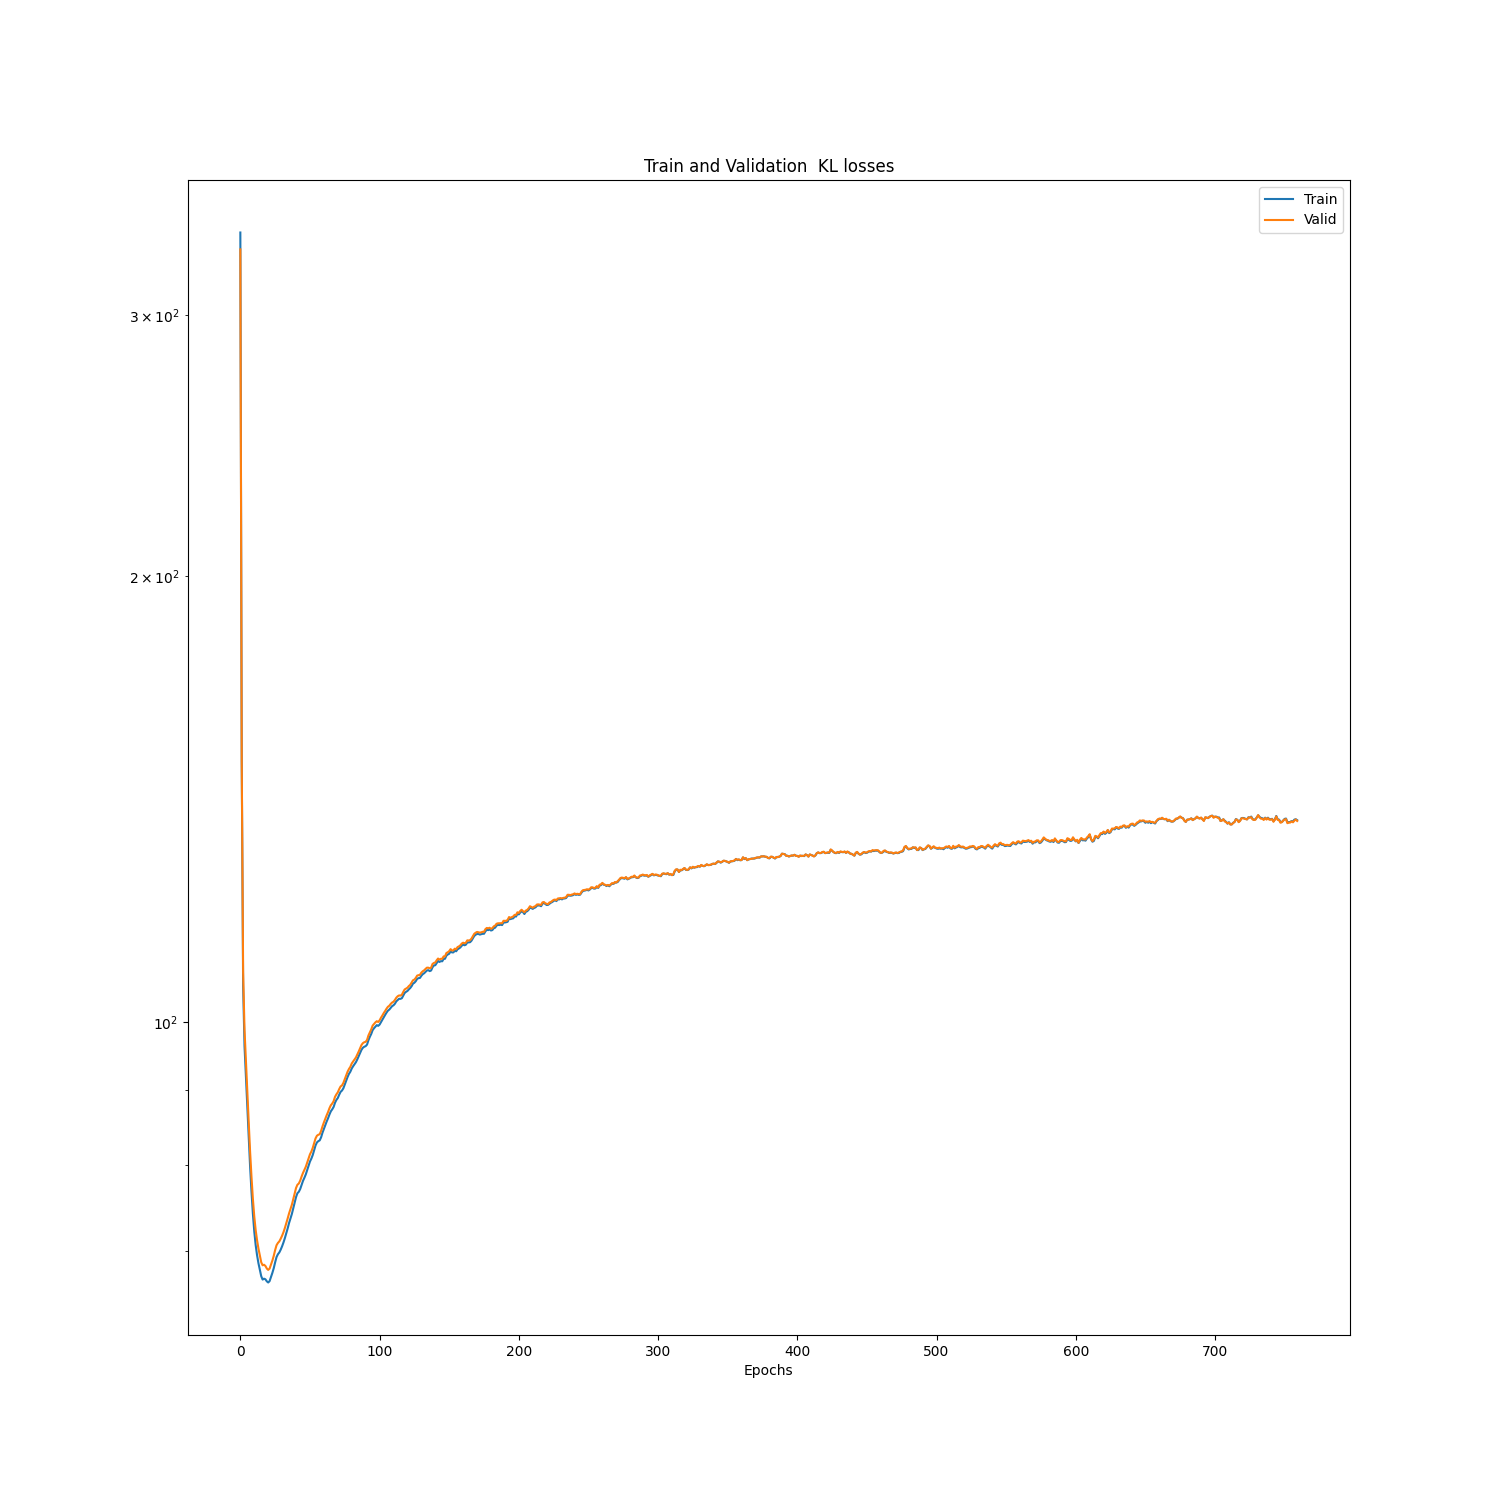 Train and Validation  KL losses
Train
Valid
3 × 10²
2 × 10²
10²
0 100 200 300 400 500 600 700
Epochs